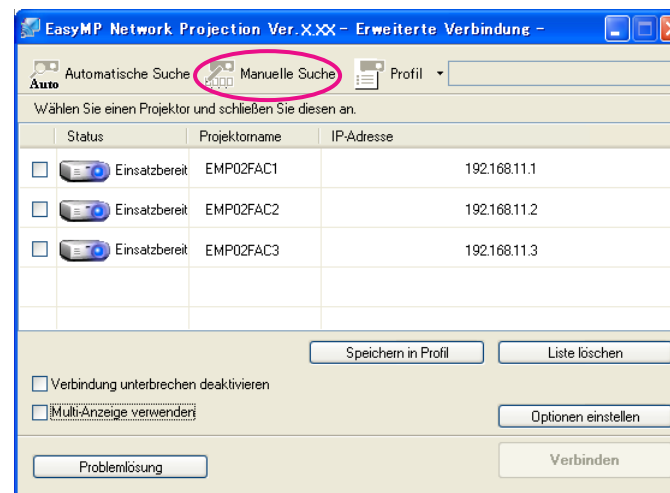 EasyMP Network Projection Ver.X.XX - Erweiterte Verbindung -
Auto Automatische Suche Manuelle Suche Profil
Wählen Sie einen Projektor und schließen Sie diesen an.
Status Projektorname IP-Adresse
Einsatzbereit EMP02FAC1 192.168.11.1
Einsatzbereit EMP02FAC2 192.168.11.2
Einsatzbereit EMP02FAC3 192.168.11.3
Speichern in Profil Liste löschen
Verbindung unterbrechen deaktivieren
Multi-Anzeige verwenden
Optionen einstellen
Problemlösung Verbinden